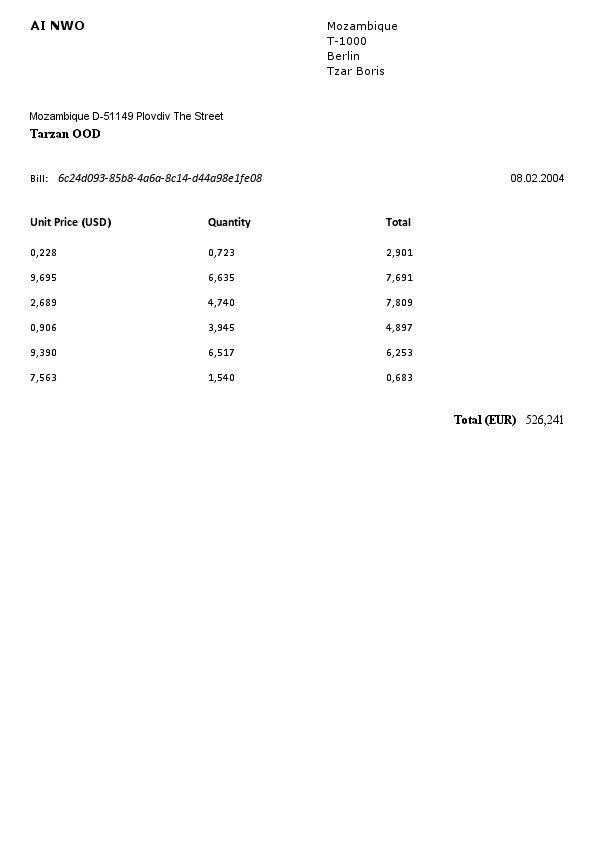 AI NWO
Mozambique
T-1000
Berlin
Tzar Boris
Mozambique D-51149 Plovdiv The Street
Tarzan OOD
Bill: 6c24d093-85b8-4a6a-8c14-d44a98e1fe08 08.02.2004
Unit Price (USD) Quantity Total
0,228 0,723 2,901
9,695 6,635 7,691
2,689 4,740 7,809
0,906 3,945 4,897
9,390 6,517 6,253
7,563 1,540 0,683
Total (EUR) 526,241